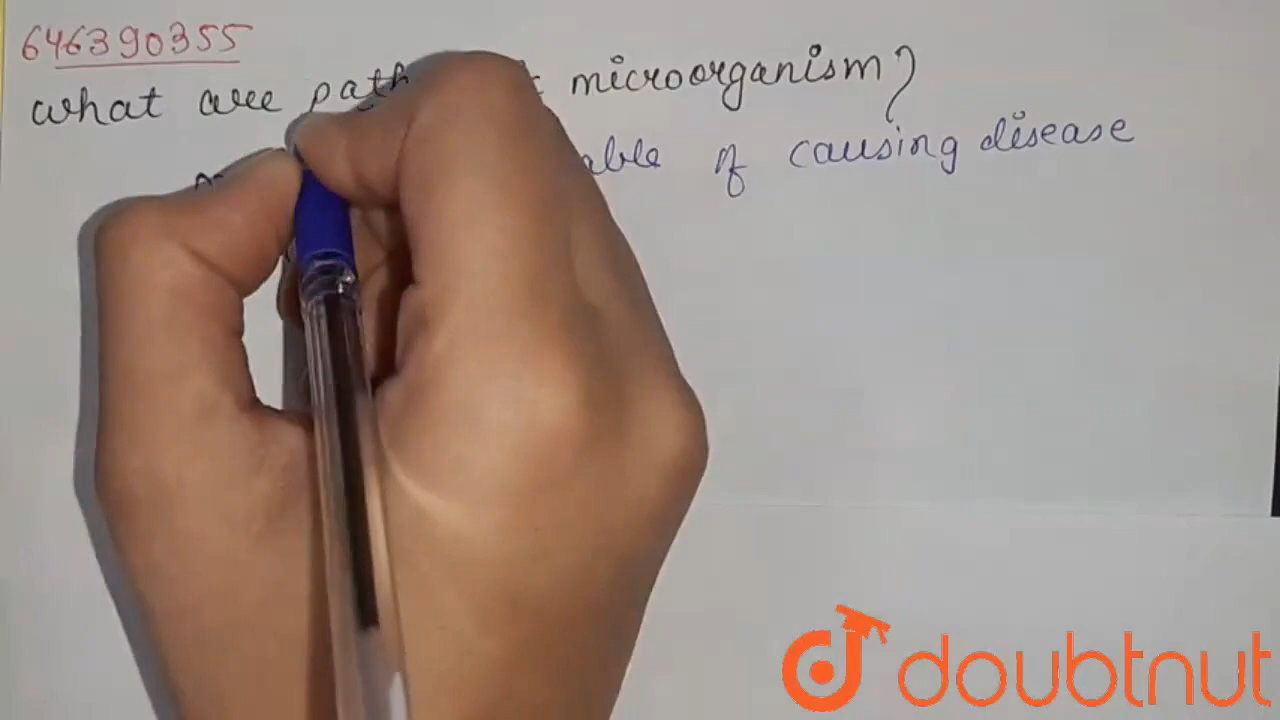 646390355
what are path microorganism?
able of causing disease
doubtnut